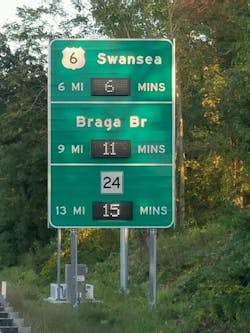 6 Swansea
6 MI 6 MINS
Braga Br
9 MI 11 MINS
24
13 MI 15 MINS